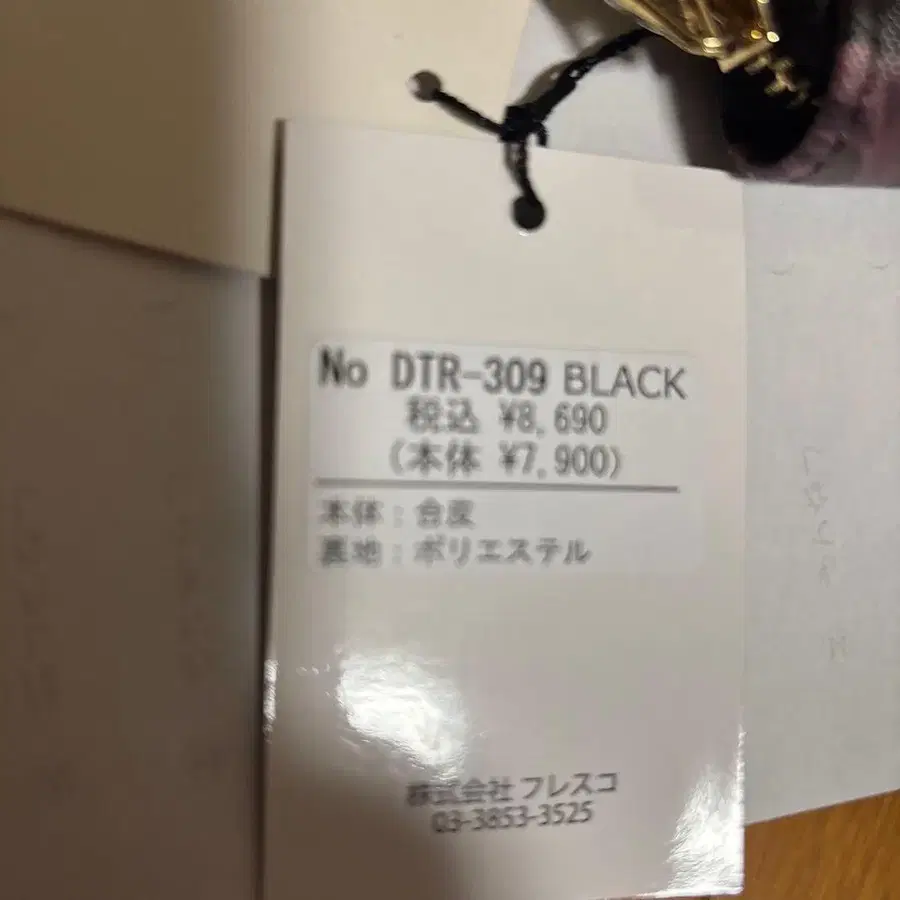 No DTR-309 BLACK
税込 ¥8,690
(本体 ¥7,900)
本体：合皮
裏地：ポリエステル
株式会社 フレスコ
03-3853-3525